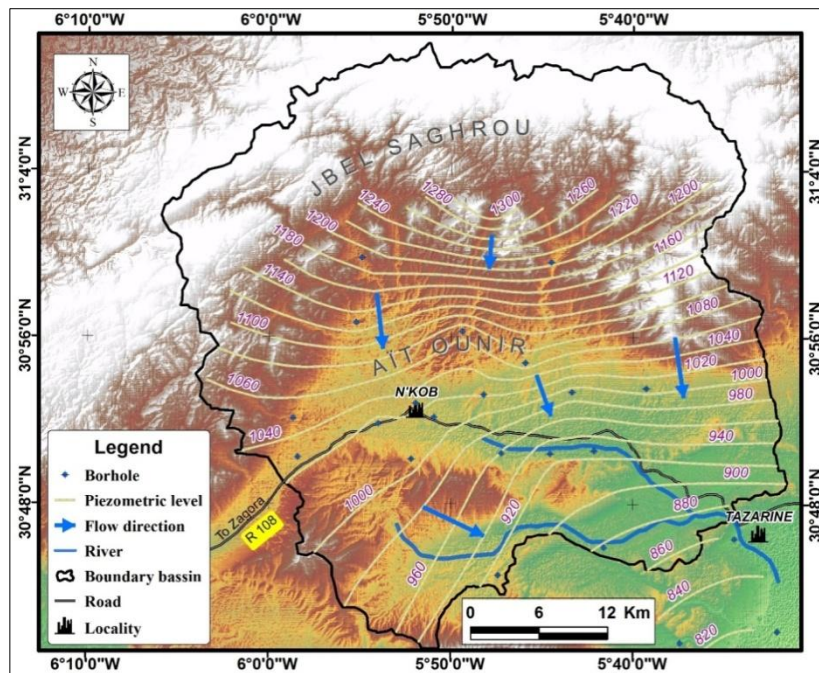 6°10'0"W
6°0'0"W
5°50'0"W
5°40'0"W
N
W E
S
JBEL SAGHROU
31°4'0"N
31°4'0"N
1300
1280
1260
1240
1220
1200
1200
1180
1160
1140
1120
1100
1080
1060
1040
1020
1000
980
30°56'0"N
30°56'0"N
AÏT OUNIR
N'KOB
1040
940
900
1000
920
880
960
860
840
820
30°48'0"N
30°48'0"N
TAZARINE
To Zagora
R 108
Legend
Borhole
Piezometric level
Flow direction
River
Boundary bassin
Road
Locality
0 6 12 Km
6°10'0"W
6°0'0"W
5°50'0"W
5°40'0"W